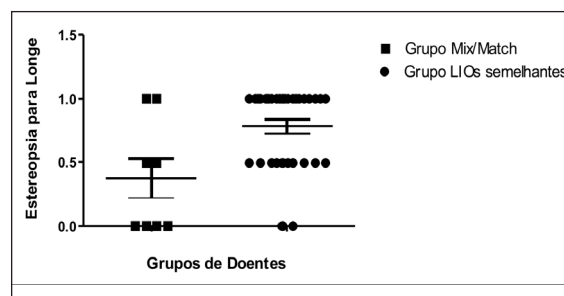 1.5
1.0
0.5
0.0
Estereopsia para Longe
Grupos de Doentes
Grupo Mix/Match
Grupo LIOs semelhantes